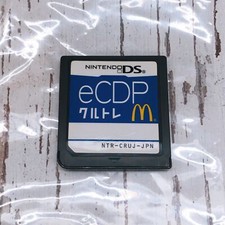 NINTENDO DS
eCDP
クルトレ
NTR-CRUJ-JPN